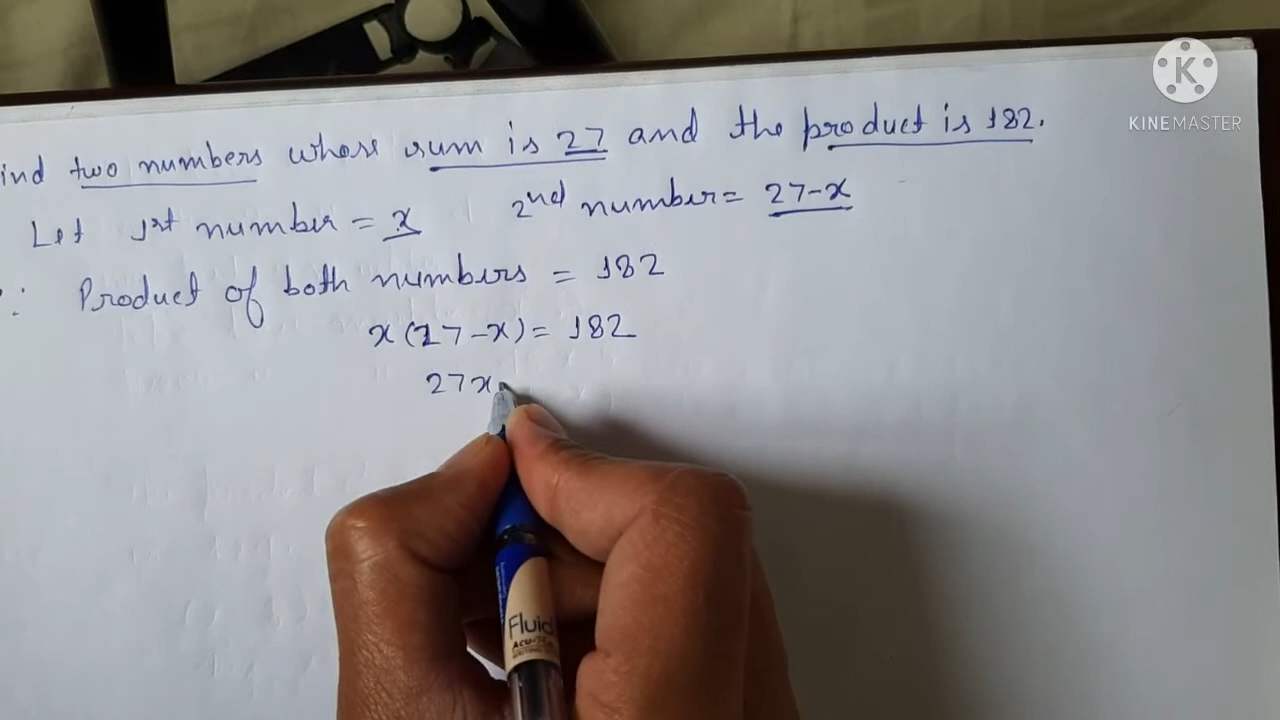 ind two numbers whose sum is 27 and the product is 182.
Let 1st number = x 2nd number = 27-x
∵ Product of both numbers = 182
x(27-x) = 182
27x
Fluid
K
KINEMASTER